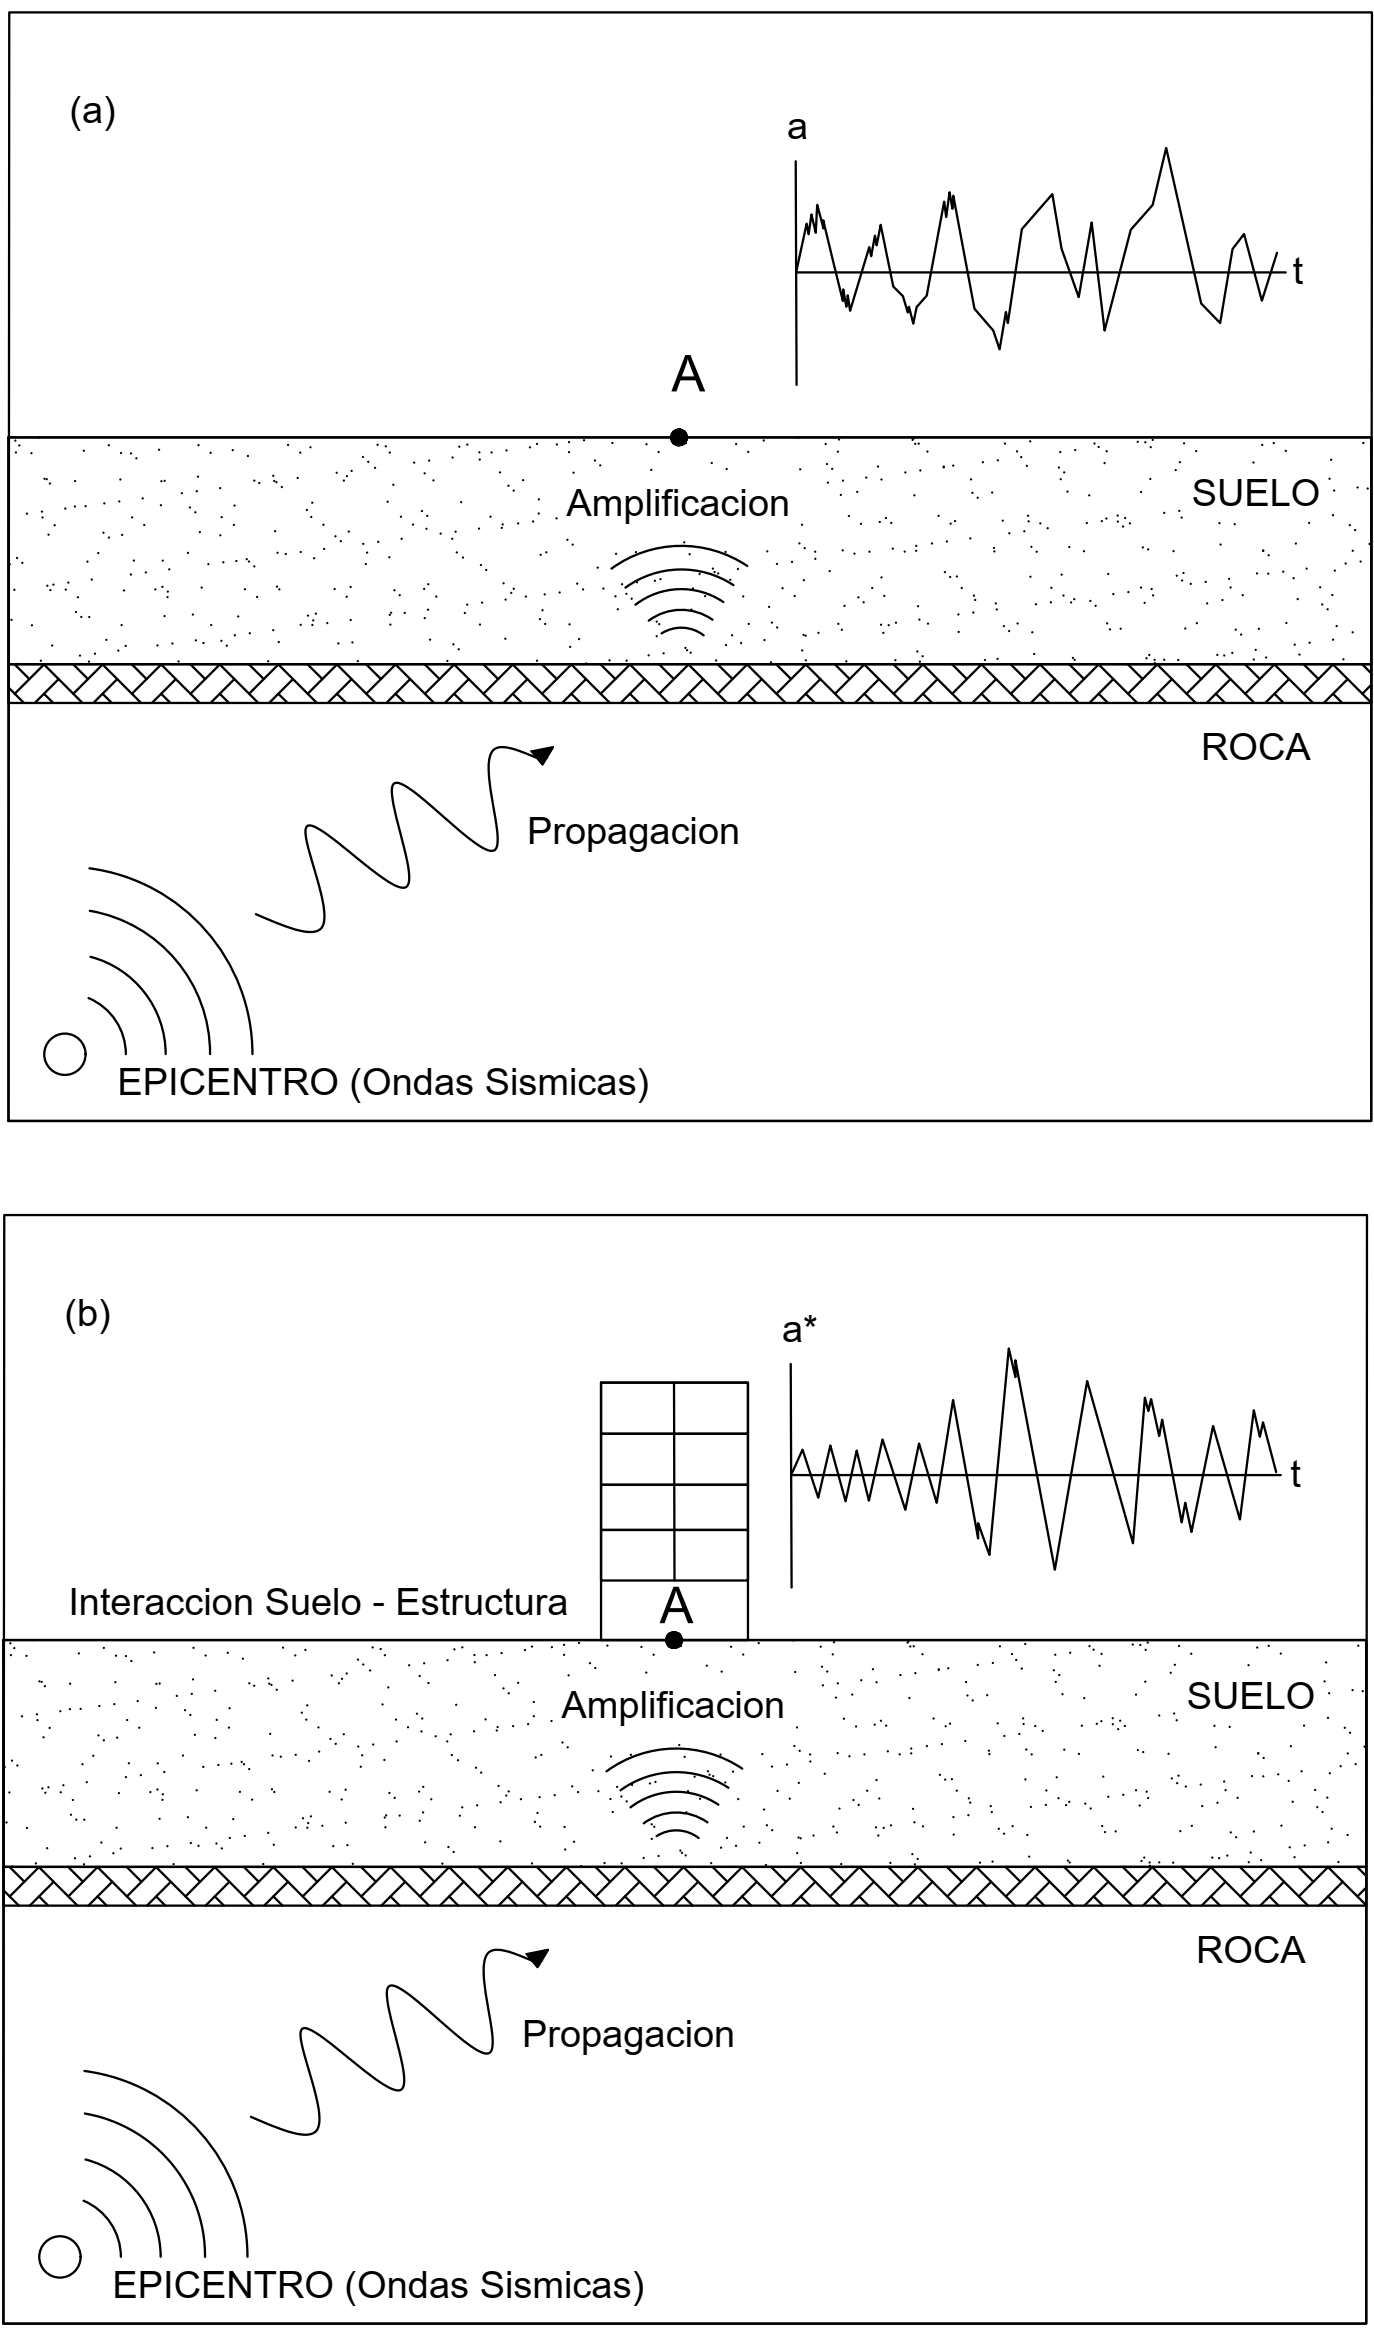 (a)
a
t
A
Amplificacion
SUELO
ROCA
Propagacion
EPICENTRO (Ondas Sismicas)
(b)
a*
t
Interaccion Suelo - Estructura
A
Amplificacion
SUELO
ROCA
Propagacion
EPICENTRO (Ondas Sismicas)